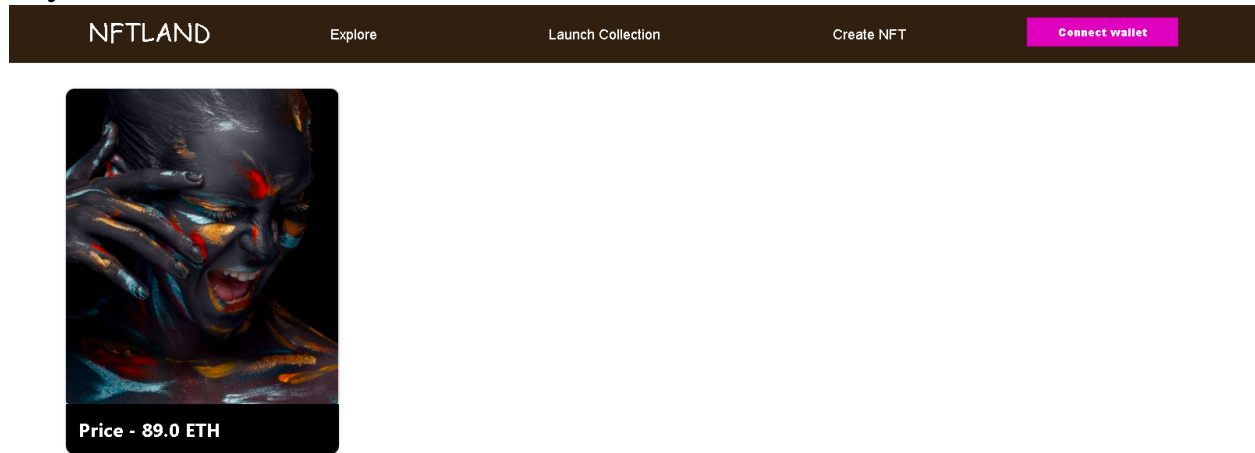 NFTLAND Explore Launch Collection Create NFT Connect wallet
Price - 89.0 ETH